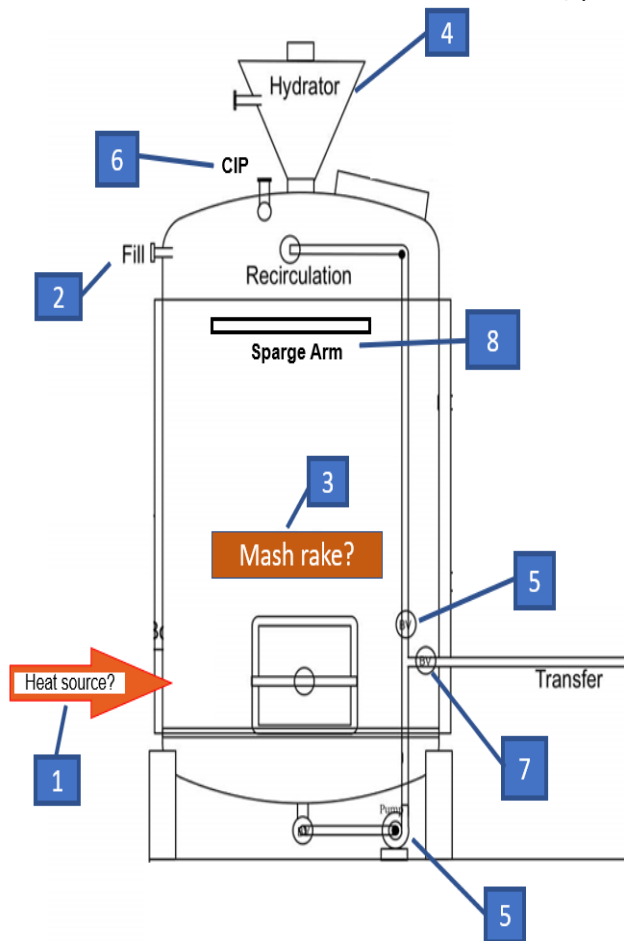 4
Hydrator
6
CIP
Fill
2
Recirculation
Sparge Arm
8
3
Mash rake?
5
BV
BV
Heat source?
Transfer
1
7
Pump
5